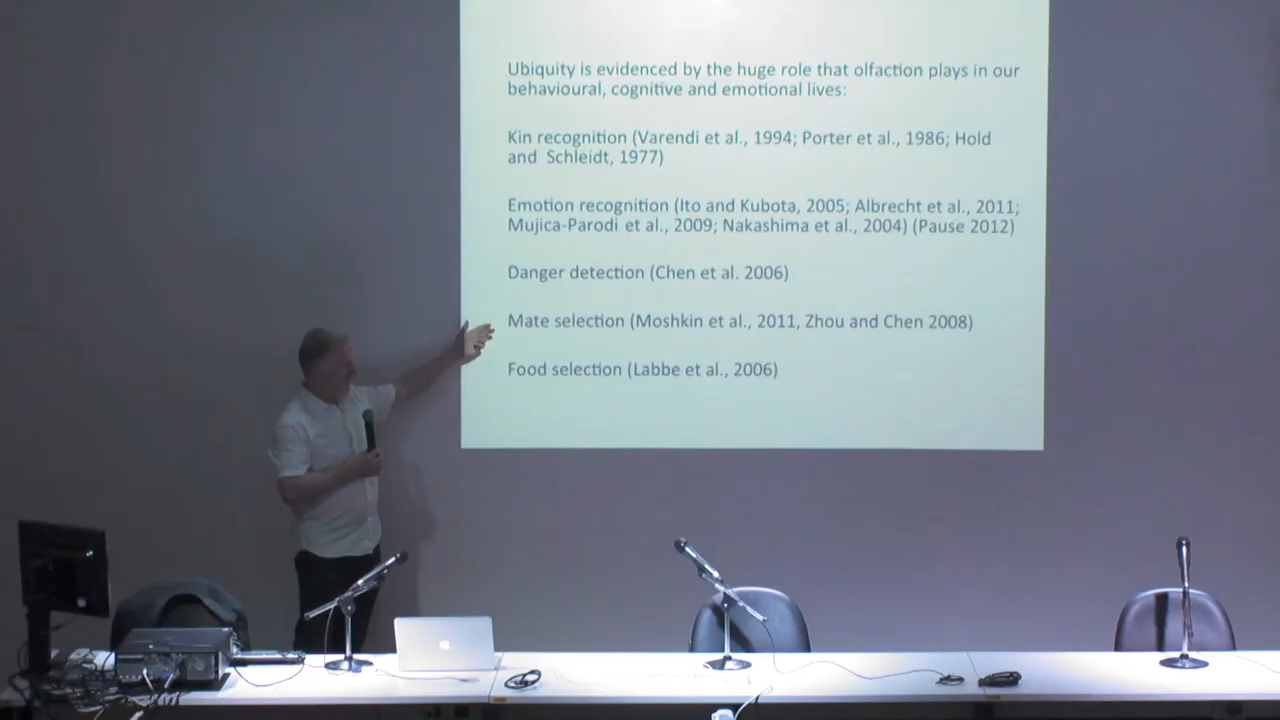 Ubiquity is evidenced by the huge role that olfaction plays in our
behavioural, cognitive and emotional lives:
Kin recognition (Varendi et al., 1994; Porter et al., 1986; Hold
and Schleidt, 1977)
Emotion recognition (Ito and Kubota, 2005; Albrecht et al., 2011;
Mujica-Parodi et al., 2009; Nakashima et al., 2004) (Pause 2012)
Danger detection (Chen et al. 2006)
Mate selection (Moshkin et al., 2011, Zhou and Chen 2008)
Food selection (Labbe et al., 2006)